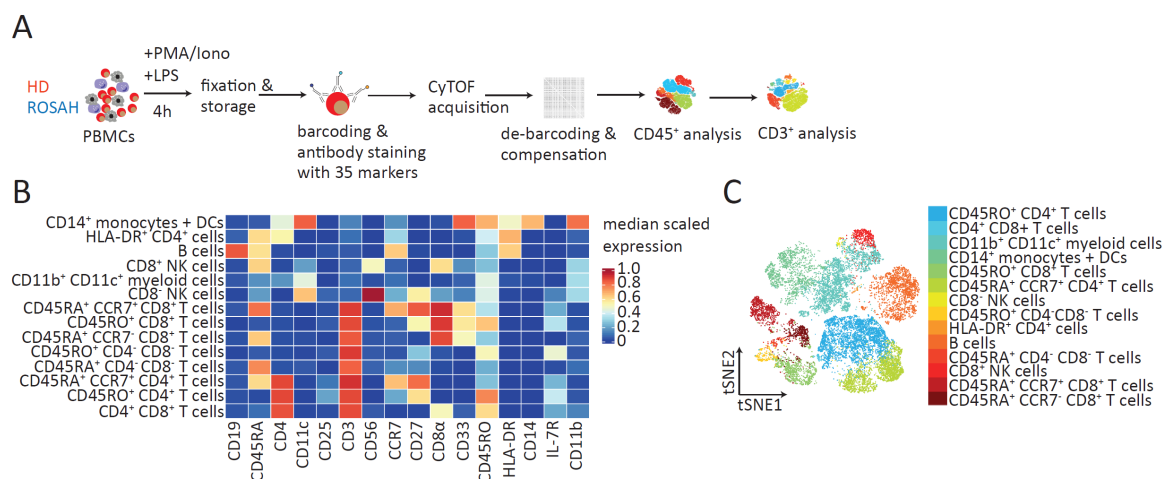 A
+PMA/Iono
+LPS
4h
HD
ROSAH
PBMCs
fixation &
storage
barcoding &
antibody staining
with 35 markers
CyTOF
acquisition
de-barcoding &
compensation
CD45⁺ analysis
CD3⁺ analysis
B
CD14⁺ monocytes + DCs
HLA-DR⁺ CD4⁺ cells
B cells
CD8⁺ NK cells
CD11b⁺ CD11c⁺ myeloid cells
CD8⁻ NK cells
CD45RA⁺ CCR7⁺ CD8⁺ T cells
CD45RO⁺ CD8⁺ T cells
CD45RA⁺ CCR7⁻ CD8⁺ T cells
CD45RO⁺ CD4⁻ CD8⁻ T cells
CD45RA⁺ CD4⁻ CD8⁻ T cells
CD45RA⁺ CCR7⁺ CD4⁺ T cells
CD45RO⁺ CD4⁺ T cells
CD4⁺ CD8⁺ T cells
CD19
CD45RA
CD4
CD11c
CD25
CD3
CD56
CCR7
CD27
CD8α
CD33
CD45RO
HLA-DR
CD14
IL-7R
CD11b
median scaled
expression
1.0
0.8
0.6
0.4
0.2
0
C
tSNE2
tSNE1
CD45RO⁺ CD4⁺ T cells
CD4⁺ CD8+ T cells
CD11b⁺ CD11c⁺ myeloid cells
CD14⁺ monocytes + DCs
CD45RO⁺ CD8⁺ T cells
CD45RA⁺ CCR7⁺ CD4⁺ T cells
CD8⁻ NK cells
CD45RO⁺ CD4⁻CD8⁻ T cells
HLA-DR⁺ CD4⁺ cells
B cells
CD45RA⁺ CD4⁻ CD8⁻ T cells
CD8⁺ NK cells
CD45RA⁺ CCR7⁺ CD8⁺ T cells
CD45RA⁺ CCR7⁻ CD8⁺ T cells